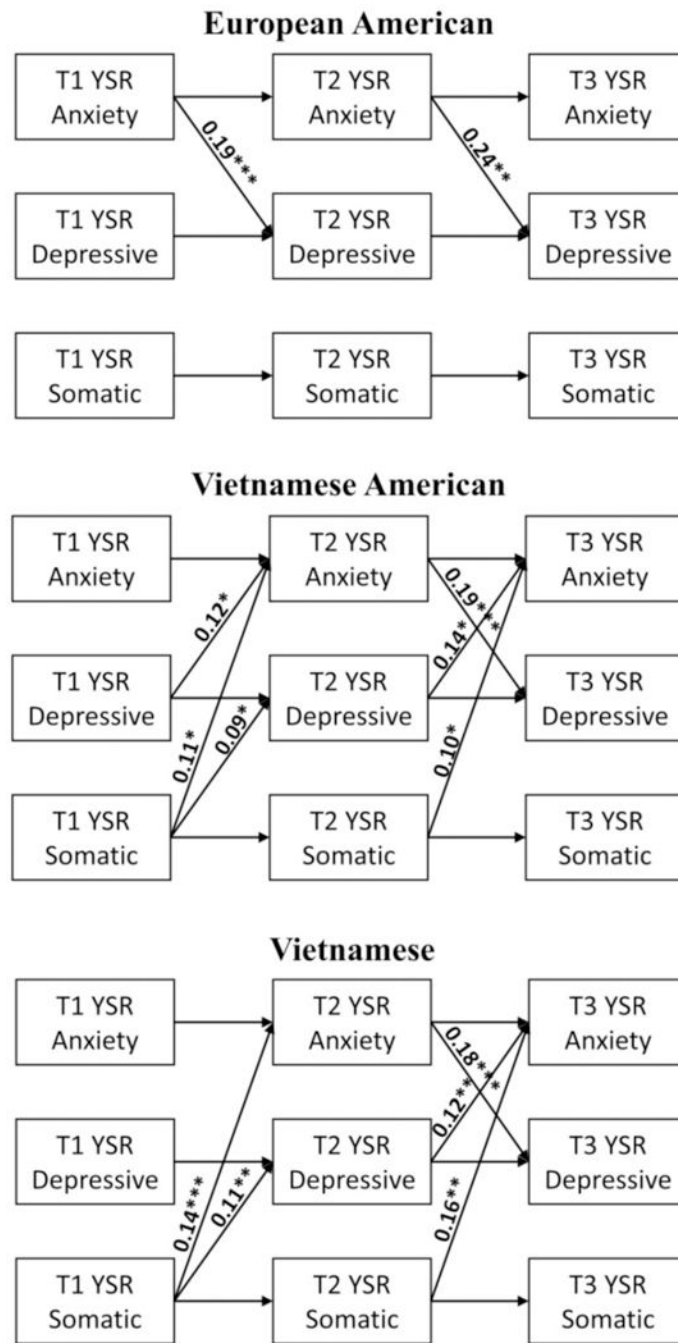 European American
T1 YSR
Anxiety
T2 YSR
Anxiety
T3 YSR
Anxiety
0.19***
0.24**
T1 YSR
Depressive
T2 YSR
Depressive
T3 YSR
Depressive
T1 YSR
Somatic
T2 YSR
Somatic
T3 YSR
Somatic
Vietnamese American
T1 YSR
Anxiety
T2 YSR
Anxiety
T3 YSR
Anxiety
0.12*
0.19***
0.14*
T1 YSR
Depressive
T2 YSR
Depressive
T3 YSR
Depressive
0.11*
0.09*
0.10*
T1 YSR
Somatic
T2 YSR
Somatic
T3 YSR
Somatic
Vietnamese
T1 YSR
Anxiety
T2 YSR
Anxiety
T3 YSR
Anxiety
0.18***
0.12**
T1 YSR
Depressive
T2 YSR
Depressive
T3 YSR
Depressive
0.14***
0.11**
0.16**
T1 YSR
Somatic
T2 YSR
Somatic
T3 YSR
Somatic